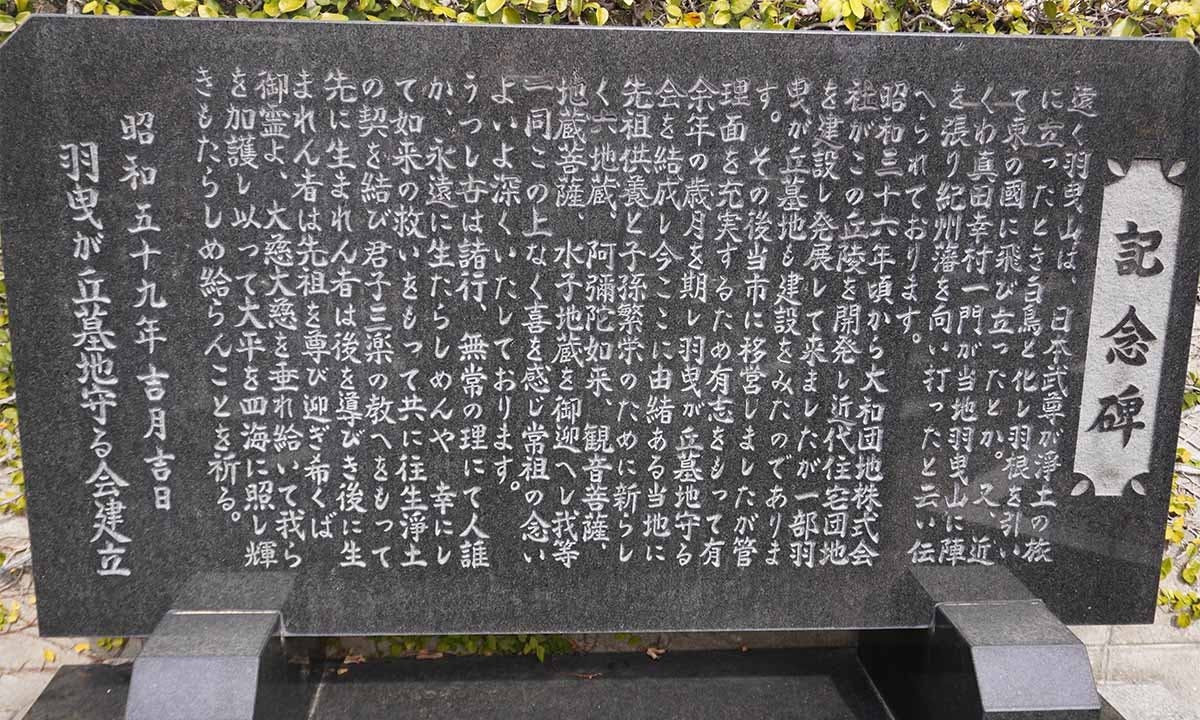 記念碑
遠く羽曳山は、日本武尊が淨土の旅
に立ったとき白鳥と化し羽根を引い
て東の國に飛び立ったとか。又、近
くわ真田幸村一門が当地羽曳山に陣
を張り紀州藩を向い打ったと云い伝
へられております。
昭和三十六年頃から大和団地株式会
社がこの丘陵を開発し近代住宅団地
を建設し発展して来ましたが一部羽
曳が丘墓地も建設をみたのでありま
す。その後当市に移営しましたが管
理面を充実するため有志をもって有
余年の歳月を期し羽曳が丘墓地守る
会を結成し今ここに由緒ある当地に
先祖供養と子孫繁栄のために新らし
く六地蔵、阿彌陀如来、観音菩薩、
地蔵菩薩、水子地蔵を御迎へし我等
一同この上なく喜を感じ常祖の念い
よいよ深くいたしております。
うつし世は諸行、無常の理にて人誰
か、永遠に生たらしめんや　幸にし
て如来の救いをもって共に往生淨土
の契を結び君子三楽の教へをもって
先に生まれん者は後を導びき後に生
まれん者は先祖を尊び迎ぎ希くば
御霊よ、大慈大慈を垂れ給いて我ら
を加護し以って大平を四海に照し輝
きもたらしめ給らんことを祈る。
昭和五十九年吉月吉日
羽曳が丘墓地守る会建立